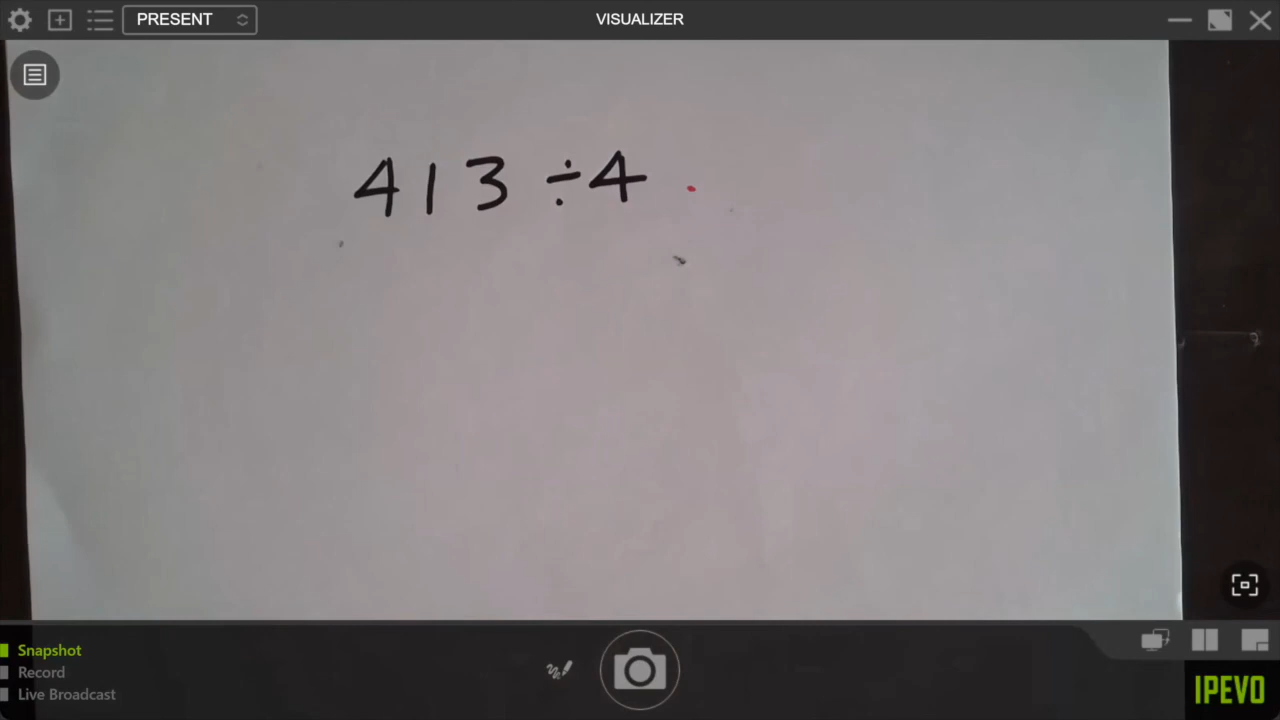 PRESENT
VISUALIZER
413 ÷ 4
Snapshot
Record
Live Broadcast
IPEVO